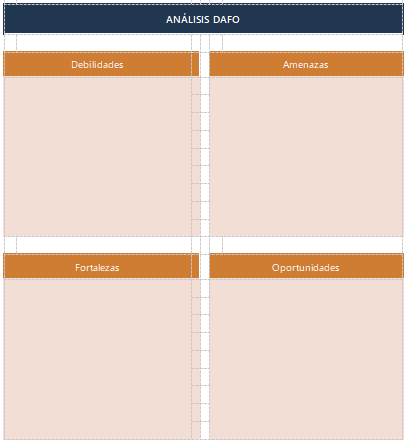 ANÁLISIS DAFO
Debilidades
Amenazas
Fortalezas
Oportunidades